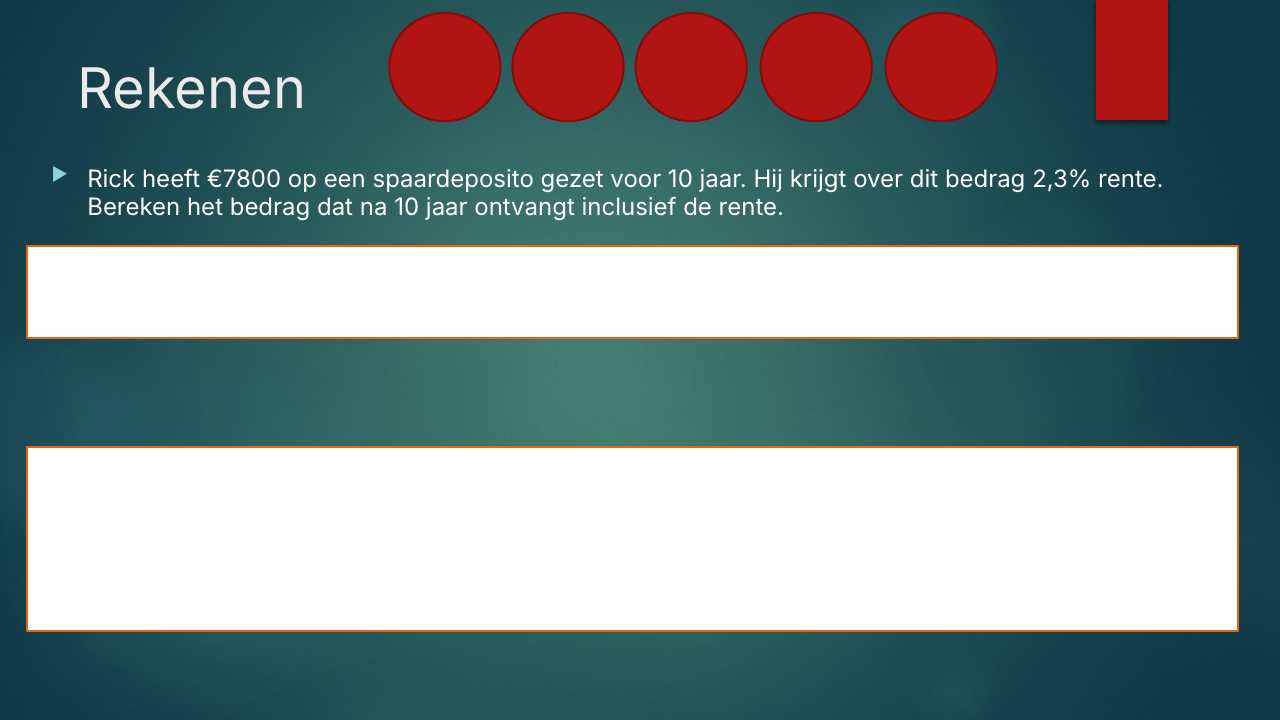 Rekenen
Rick heeft €7800 op een spaardeposito gezet voor 10 jaar. Hij krijgt over dit bedrag 2,3% rente.
Bereken het bedrag dat na 10 jaar ontvangt inclusief de rente.